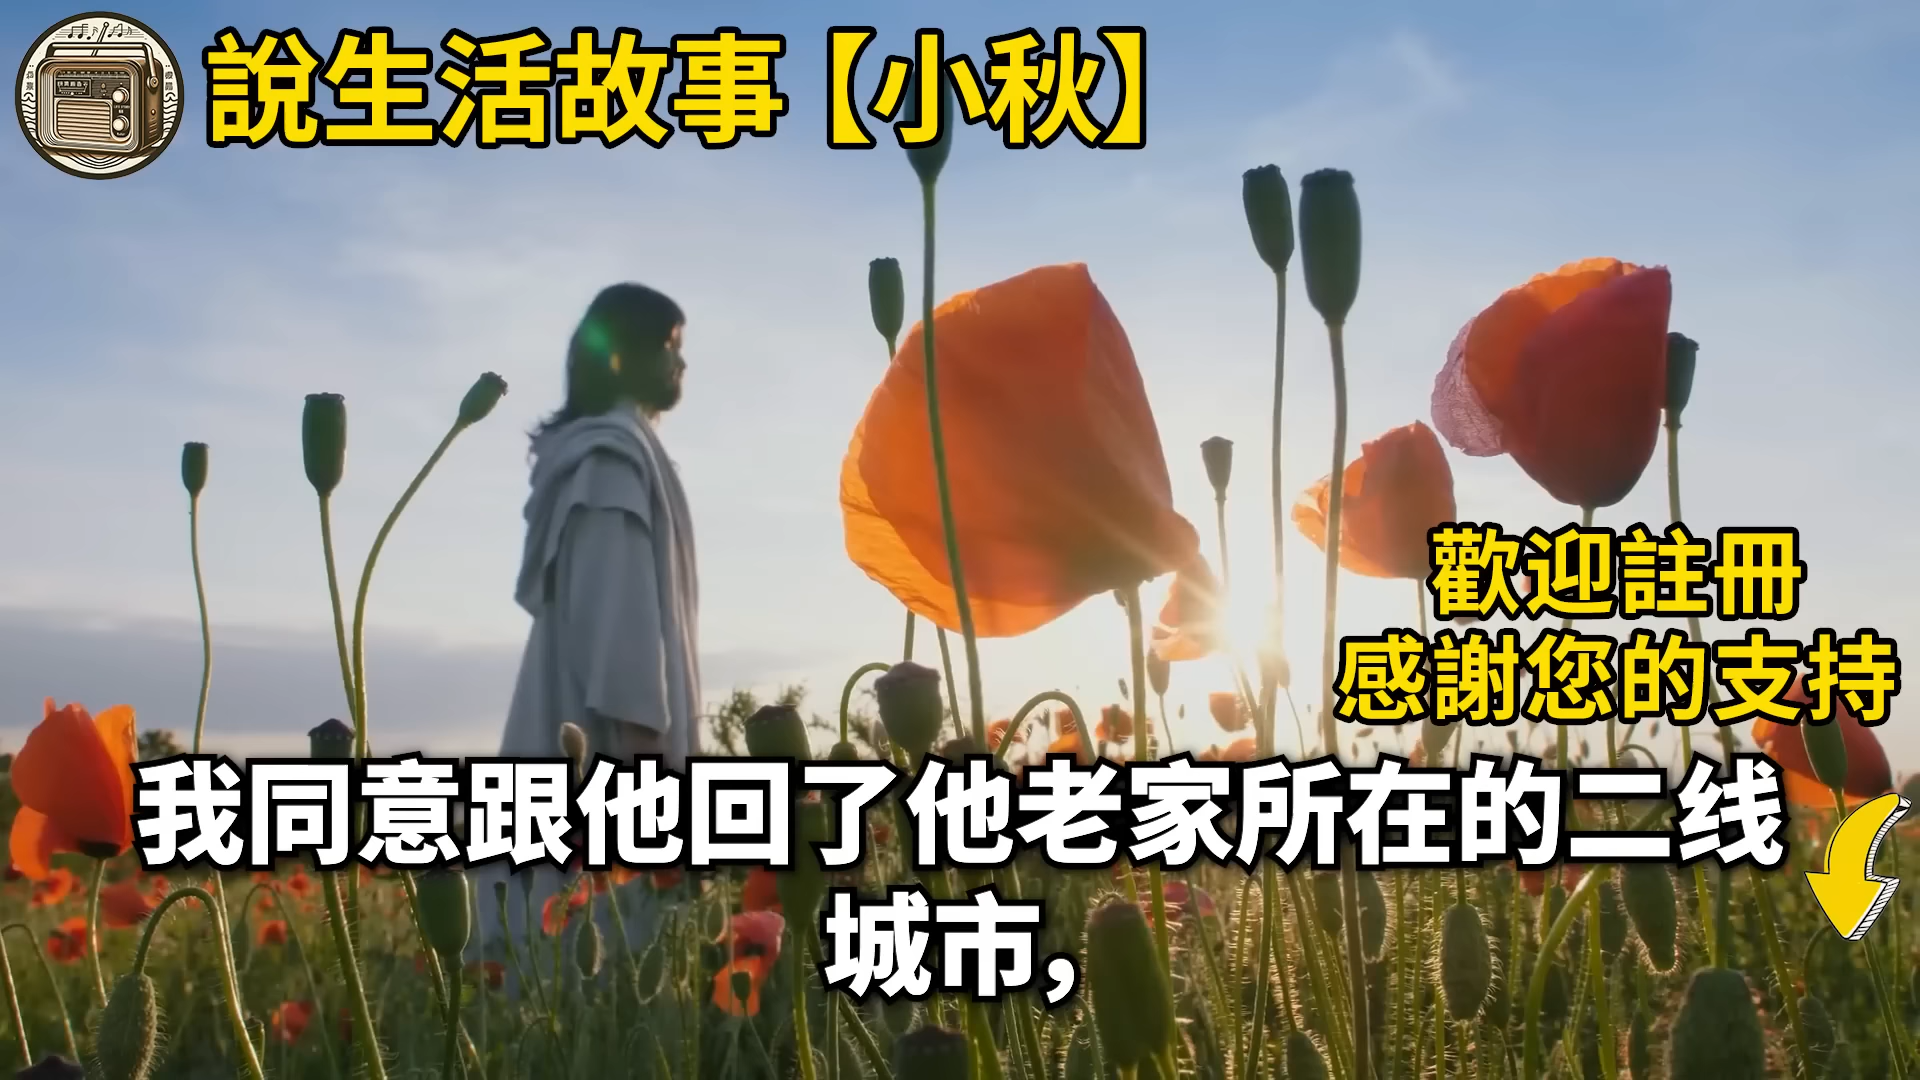 說生活故事【小秋】
歡迎註冊
感謝您的支持
我同意跟他回了他老家所在的二线
城市,